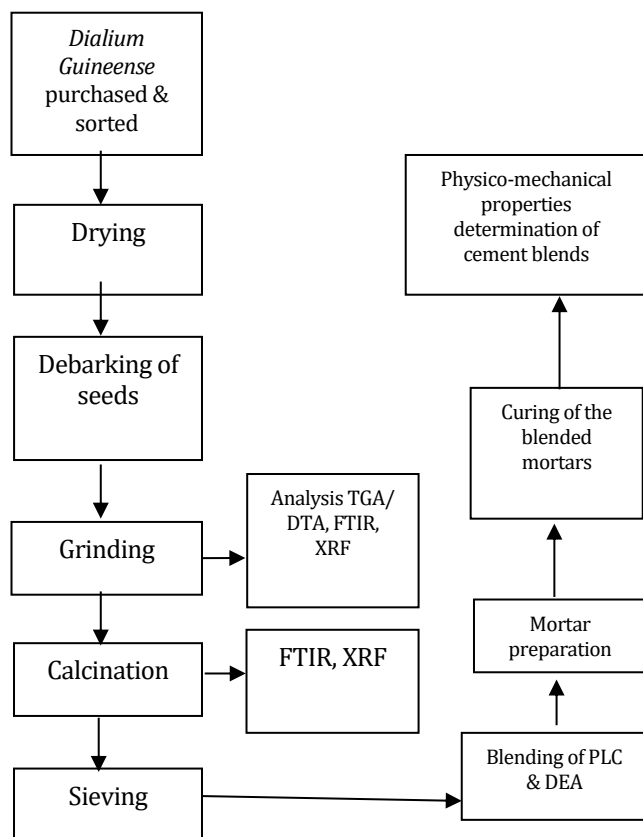 Dialium
Guineense
purchased &
sorted
Drying
Debarking of
seeds
Grinding
Analysis TGA/
DTA, FTIR,
XRF
Calcination
FTIR, XRF
Sieving
Blending of PLC
& DEA
Mortar
preparation
Curing of the
blended
mortars
Physico-mechanical
properties
determination of
cement blends